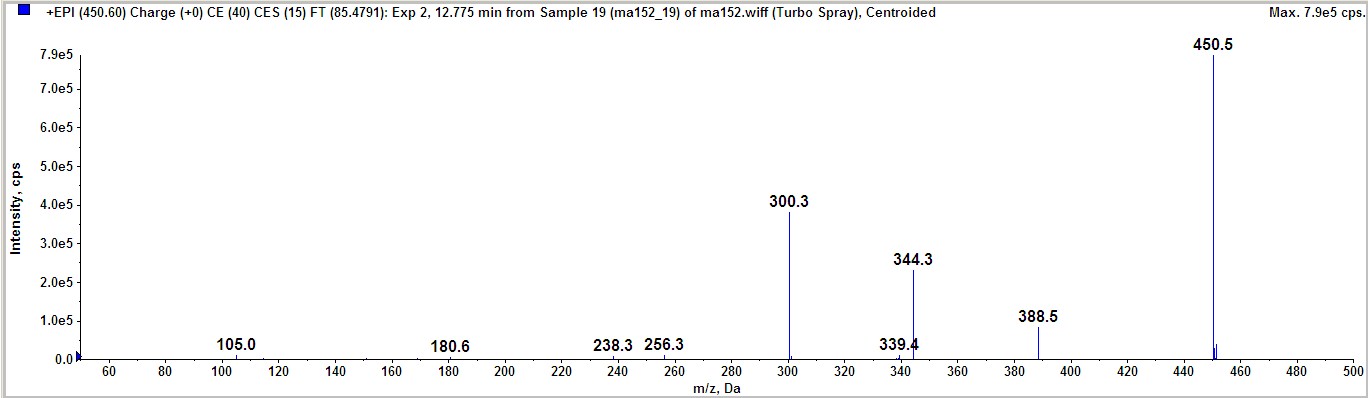 +EPI (450.60) Charge (+0) CE (40) CES (15) FT (85.4791): Exp 2, 12.775 min from Sample 19 (ma152_19) of ma152.wiff (Turbo Spray), Centroided
Max. 7.9e5 cps.
450.5
7.9e5
7.0e5
6.0e5
5.0e5
4.0e5
3.0e5
2.0e5
1.0e5
0.0
Intensity, cps
300.3
344.3
388.5
105.0
180.6
238.3
256.3
339.4
60 80 100 120 140 160 180 200 220 240 260 280 300 320 340 360 380 400 420 440 460 480 500
m/z, Da